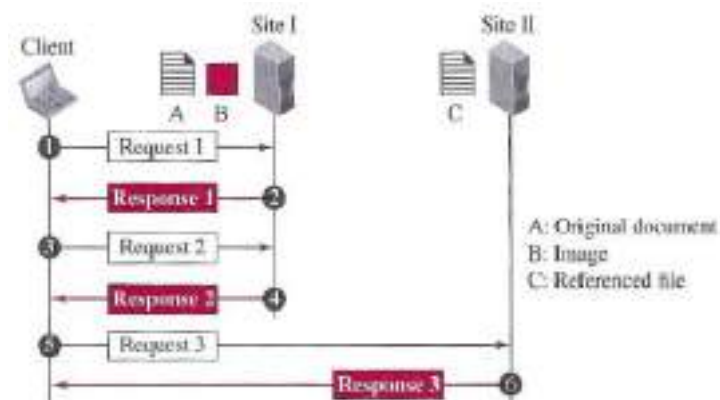 Site I
Site II
Client
A
B
C
1
Request 1
Response 1
2
3
Request 2
A: Original document
B: Image
C: Referenced file
Response 2
4
5
Request 3
Response 3
6